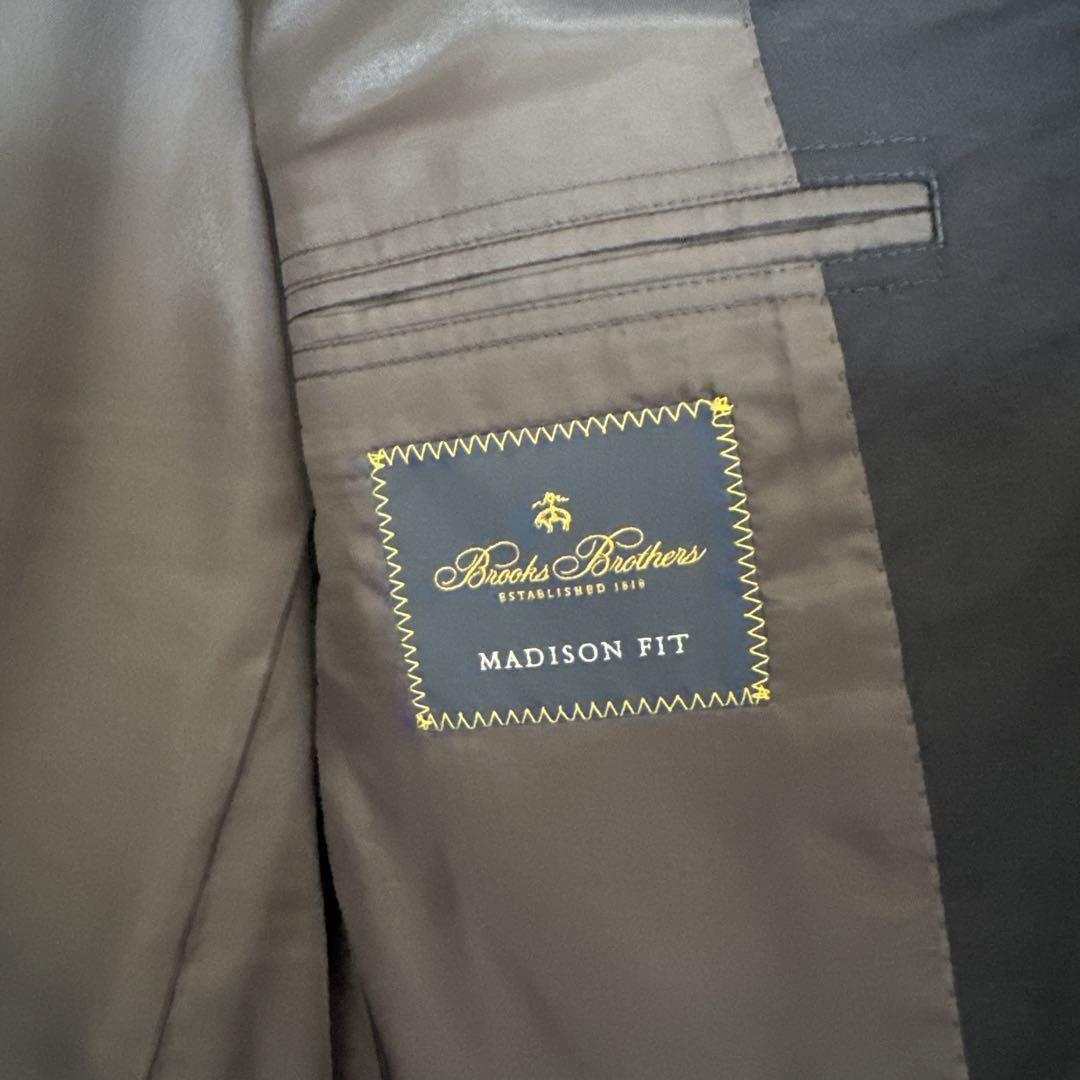 Brooks Brothers
ESTABLISHED 1818
MADISON FIT